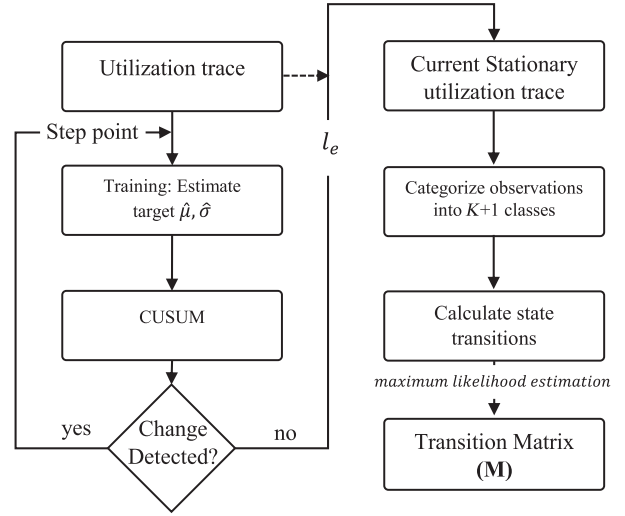 Utilization trace
Step point
Training: Estimate
target μ̂, σ̂
CUSUM
Change
Detected?
yes
no
lₑ
Current Stationary
utilization trace
Categorize observations
into K+1 classes
Calculate state
transitions
maximum likelihood estimation
Transition Matrix
(M)